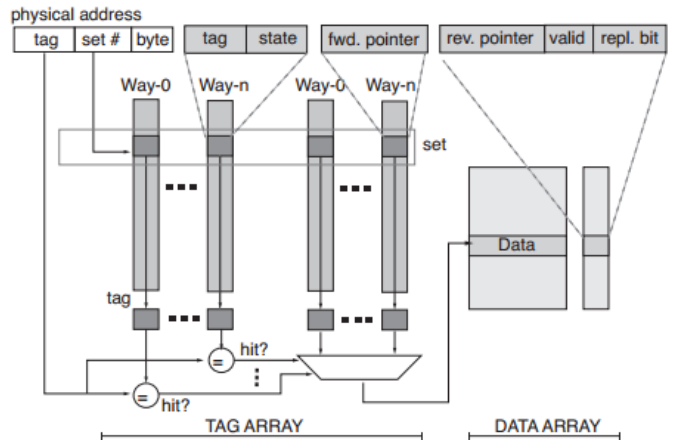 physical address
tag set # byte
tag state
fwd. pointer
rev. pointer valid repl. bit
Way-0 Way-n Way-0 Way-n
set
Data
tag
= hit?
= hit?
TAG ARRAY DATA ARRAY